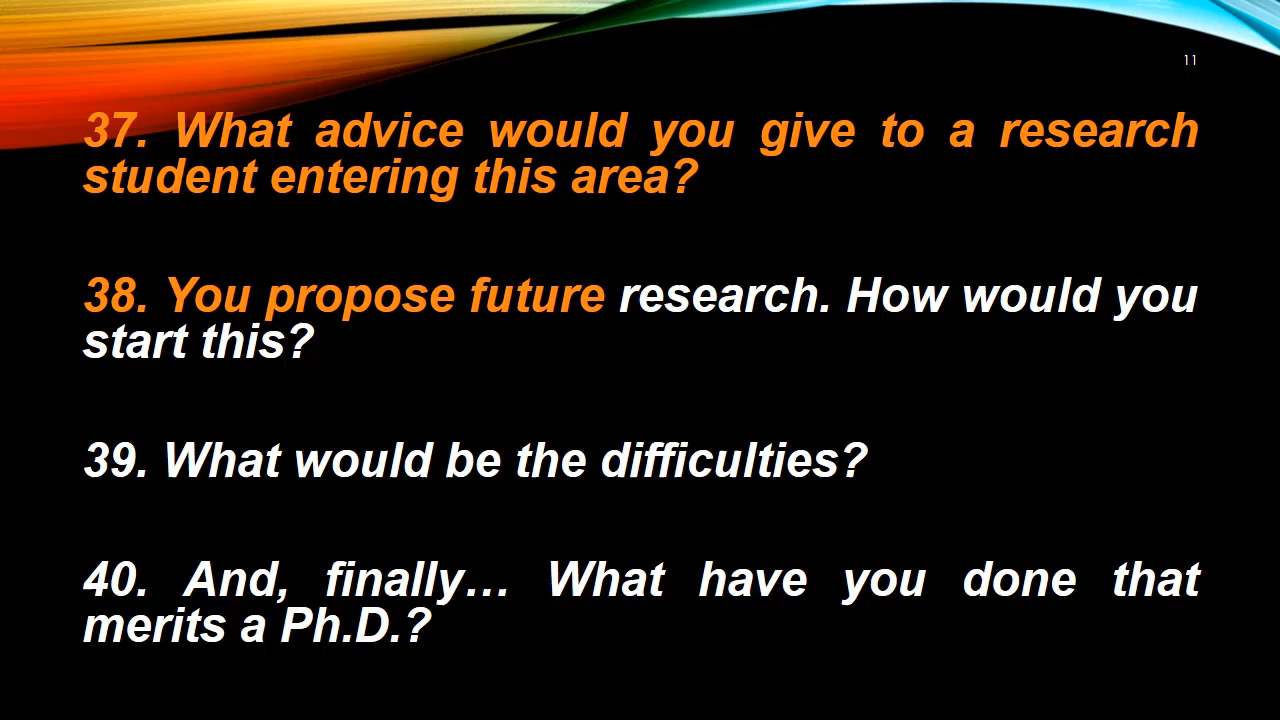 11
37. What advice would you give to a research
student entering this area?
38. You propose future research. How would you
start this?
39. What would be the difficulties?
40. And, finally… What have you done that
merits a Ph.D.?